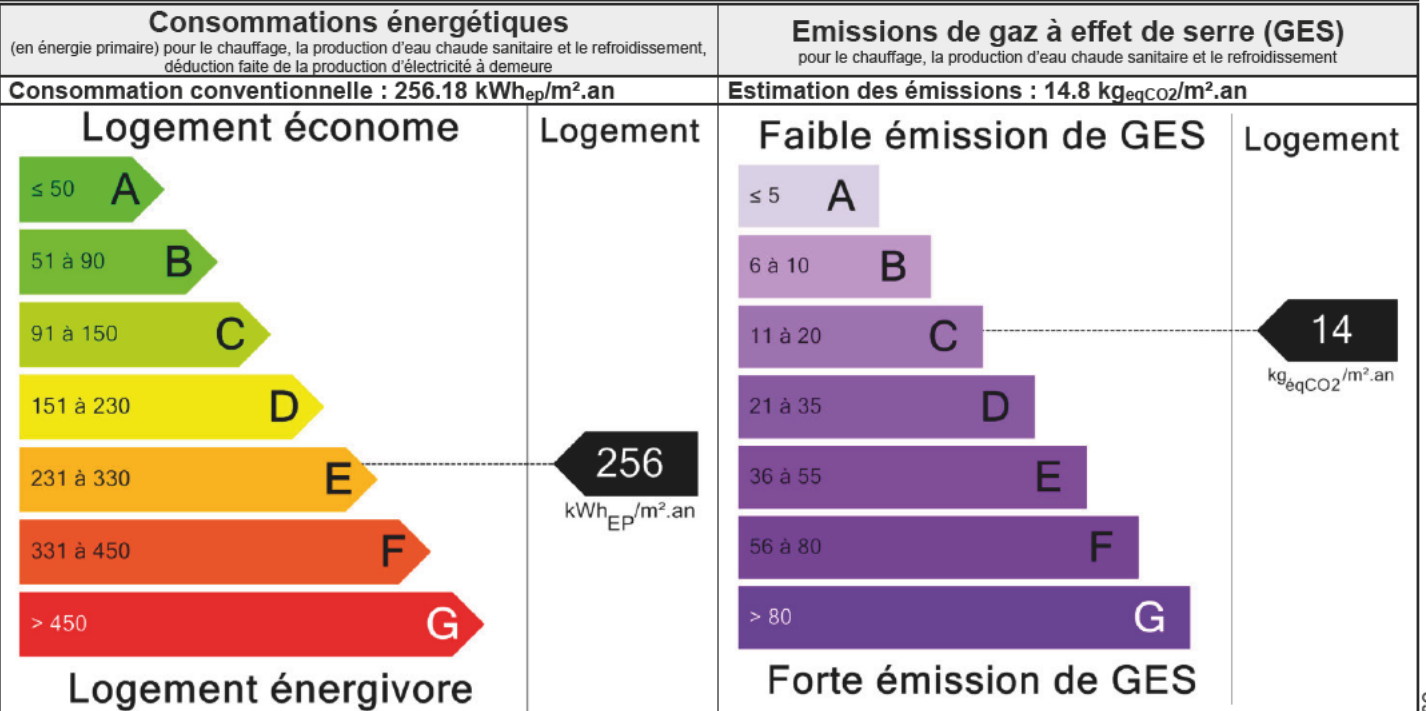 Consommations énergétiques
(en énergie primaire) pour le chauffage, la production d'eau chaude sanitaire et le refroidissement,
déduction faite de la production d'électricité à demeure
Consommation conventionnelle : 256.18 kWhep/m².an
Logement économe
Logement
≤ 50 A
51 à 90 B
91 à 150 C
151 à 230 D
231 à 330 E
256
kWhEP/m².an
331 à 450 F
> 450 G
Logement énergivore
Emissions de gaz à effet de serre (GES)
pour le chauffage, la production d'eau chaude sanitaire et le refroidissement
Estimation des émissions : 14.8 kgeqCO2/m².an
Faible émission de GES
Logement
≤ 5 A
6 à 10 B
11 à 20 C
14
kgéqCO2/m².an
21 à 35 D
36 à 55 E
56 à 80 F
> 80 G
Forte émission de GES